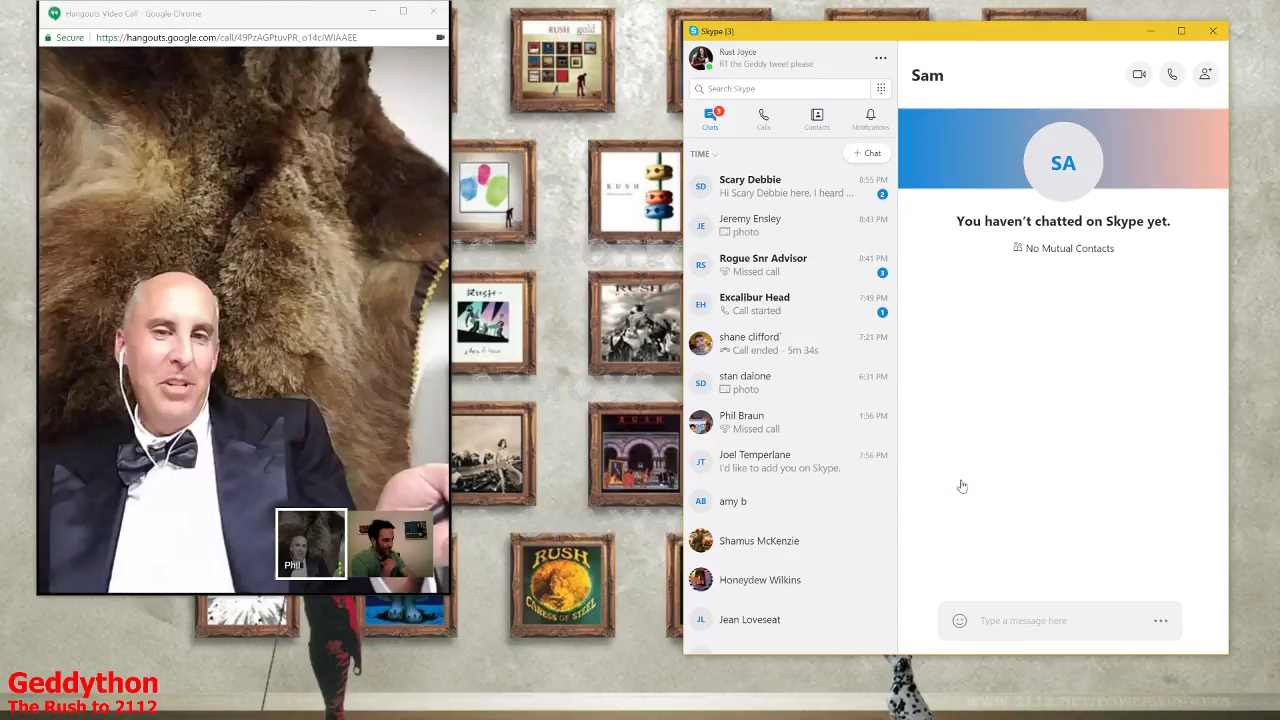 Hangouts Video Call - Google Chrome
Secure
Phil
RUSH gold
RUSH
RUSH
RUSH
RUSH
CARESS OF STEEL
Geddython
The Rush to 2112
Skype [3]
Rust Joyce
RT the Geddy tweet please
Search Skype
3
Chats
Calls
Contacts
Notifications
TIME
+ Chat
SD
Scary Debbie
8:55 PM
Hi Scary Debbie here. I heard ...
2
JE
Jeremy Ensley
8:43 PM
photo
RS
Rogue Snr Advisor
8:41 PM
Missed call
3
EH
Excalibur Head
7:49 PM
Call started
1
shane clifford`
7:21 PM
Call ended - 5m 34s
SD
stan dalone
6:31 PM
photo
Phil Braun
1:56 PM
Missed call
JT
Joel Temperlane
7:56 PM
I'd like to add you on Skype.
AB
amy b
Shamus McKenzie
Honeydew Wilkins
JL
Jean Loveseat
Sam
SA
You haven't chatted on Skype yet.
No Mutual Contacts
Type a message here